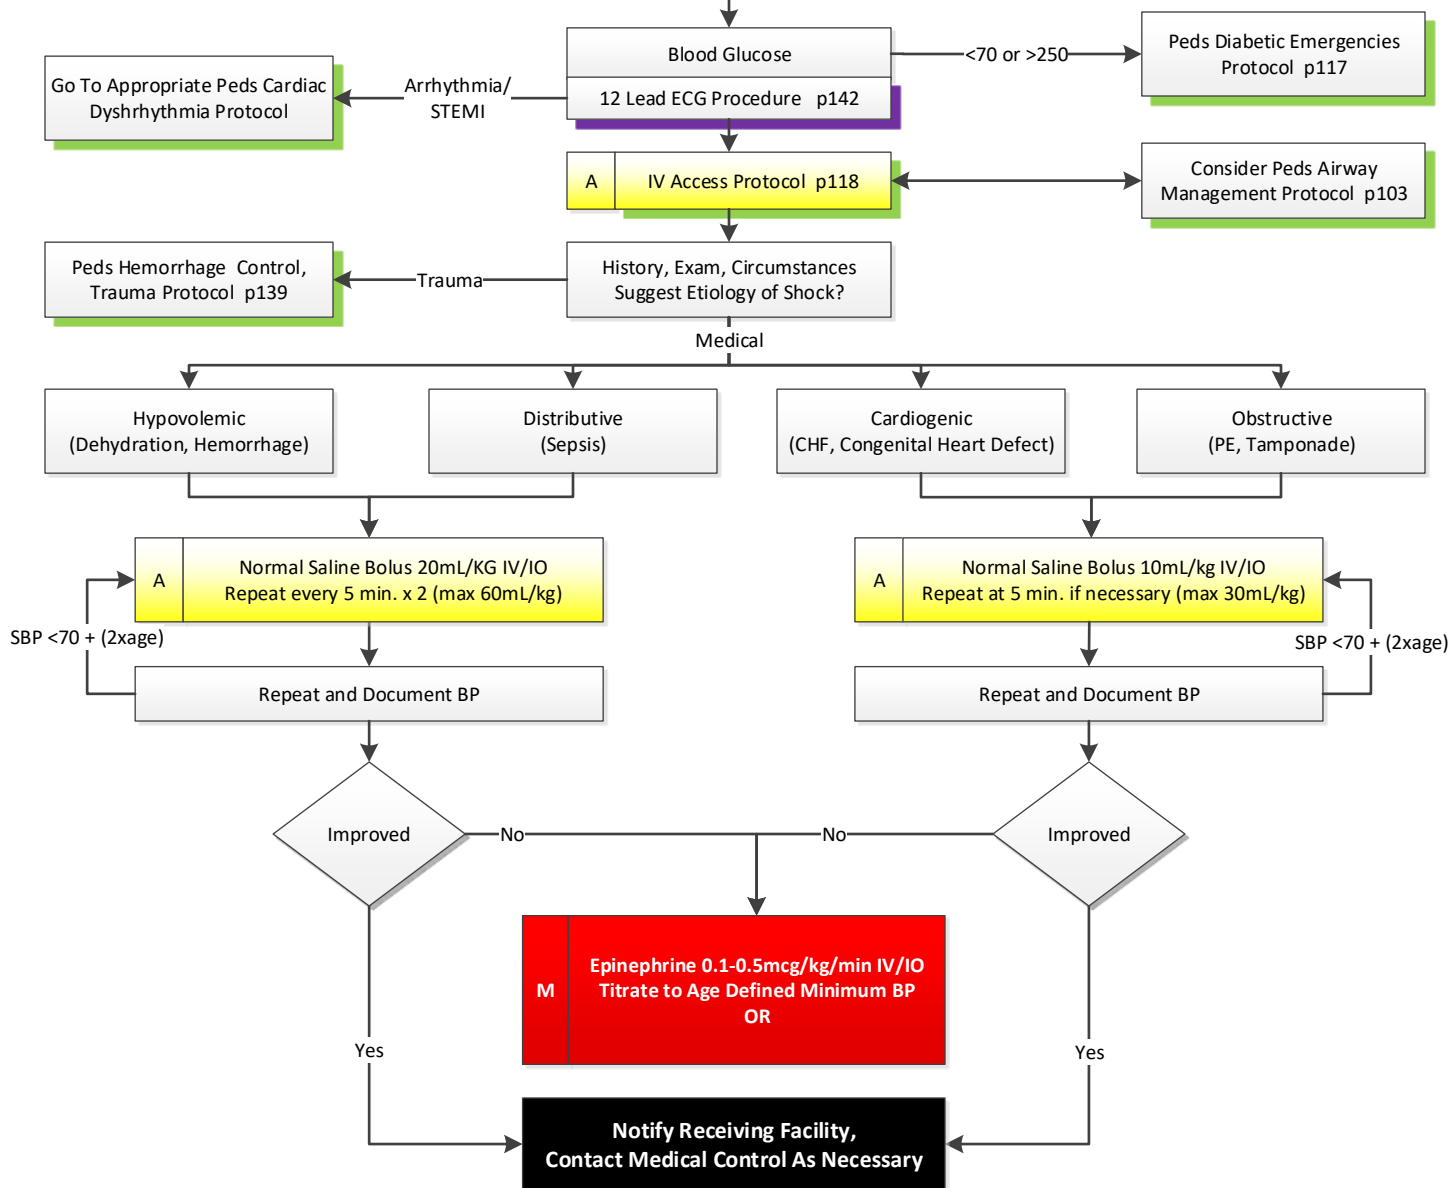 Blood Glucose
<70 or >250
Peds Diabetic Emergencies
Protocol p117
Go To Appropriate Peds Cardiac
Dyshrhythmia Protocol
Arrhythmia/
STEMI
12 Lead ECG Procedure p142
A
IV Access Protocol p118
Consider Peds Airway
Management Protocol p103
Peds Hemorrhage Control,
Trauma Protocol p139
Trauma
History, Exam, Circumstances
Suggest Etiology of Shock?
Medical
Hypovolemic
(Dehydration, Hemorrhage)
Distributive
(Sepsis)
Cardiogenic
(CHF, Congenital Heart Defect)
Obstructive
(PE, Tamponade)
A
Normal Saline Bolus 20mL/KG IV/IO
Repeat every 5 min. x 2 (max 60mL/kg)
A
Normal Saline Bolus 10mL/kg IV/IO
Repeat at 5 min. if necessary (max 30mL/kg)
SBP <70 + (2xage)
SBP <70 + (2xage)
Repeat and Document BP
Repeat and Document BP
Improved
No
No
Improved
M
Epinephrine 0.1-0.5mcg/kg/min IV/IO
Titrate to Age Defined Minimum BP
OR
Yes
Yes
Notify Receiving Facility,
Contact Medical Control As Necessary